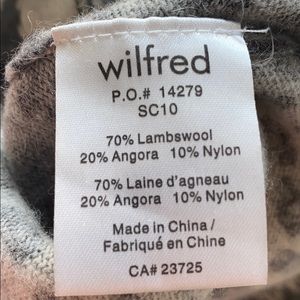 wilfred
P.O.# 14279
SC10
70% Lambswool
20% Angora 10% Nylon
70% Laine d'agneau
20% Angora 10% Nylon
Made in China /
Fabriqué en Chine
CA# 23725